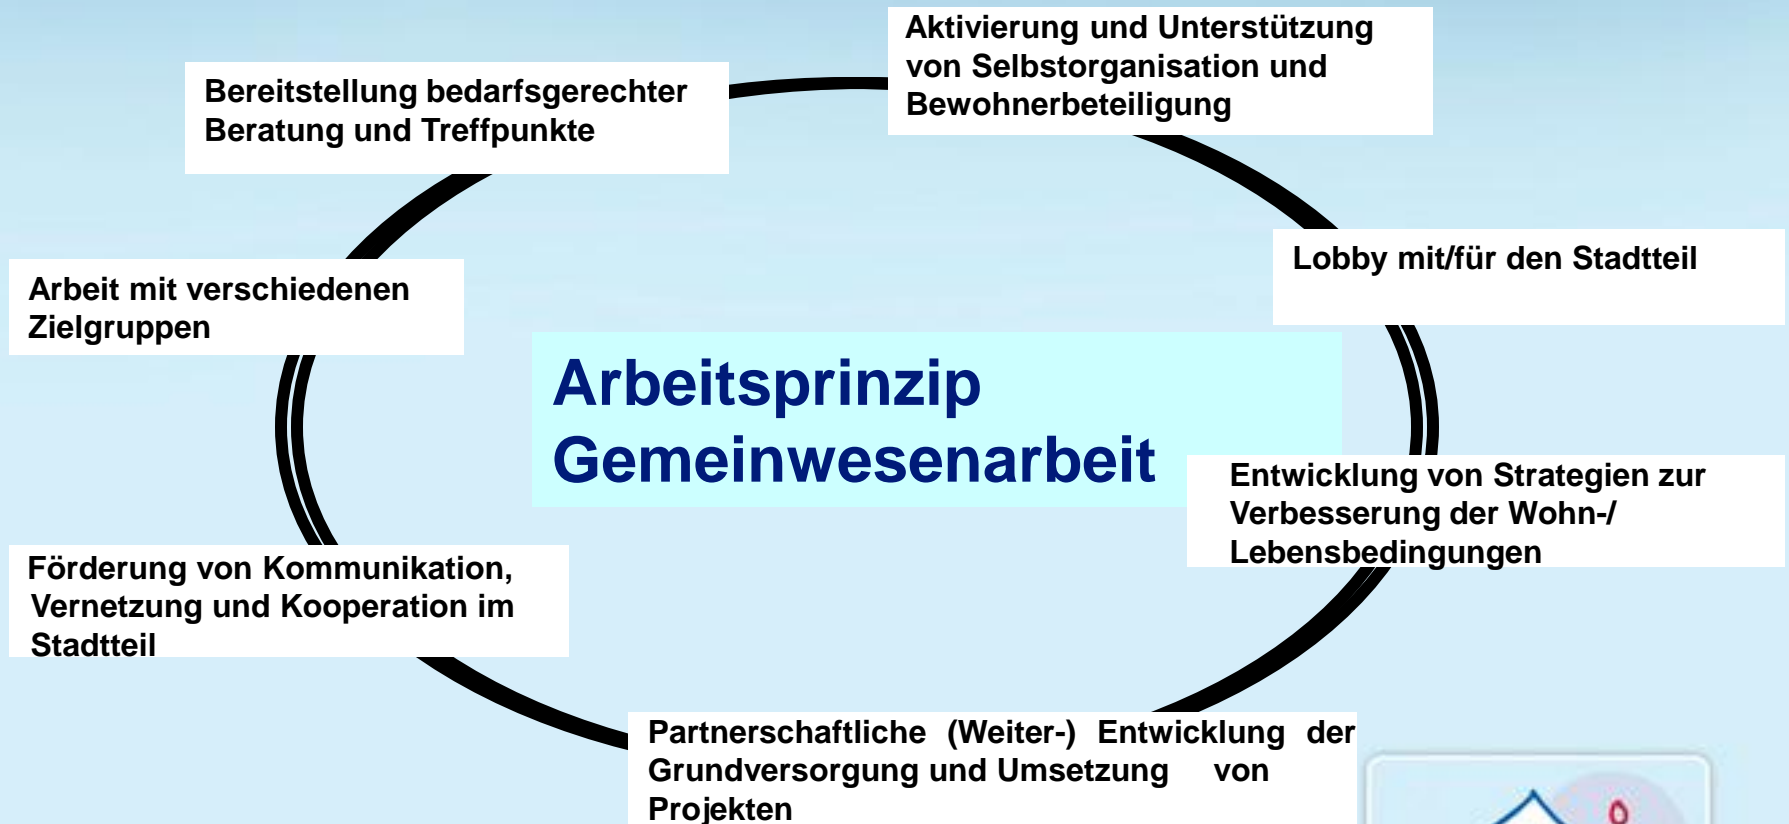 Aktivierung und Unterstützung
von Selbstorganisation und
Bewohnerbeteiligung
Bereitstellung bedarfsgerechter
Beratung und Treffpunkte
Lobby mit/für den Stadtteil
Arbeit mit verschiedenen
Zielgruppen
Arbeitsprinzip
Gemeinwesenarbeit
Entwicklung von Strategien zur
Verbesserung der Wohn-/
Lebensbedingungen
Förderung von Kommunikation,
Vernetzung und Kooperation im
Stadtteil
Partnerschaftliche (Weiter-) Entwicklung der
Grundversorgung und Umsetzung von
Projekten